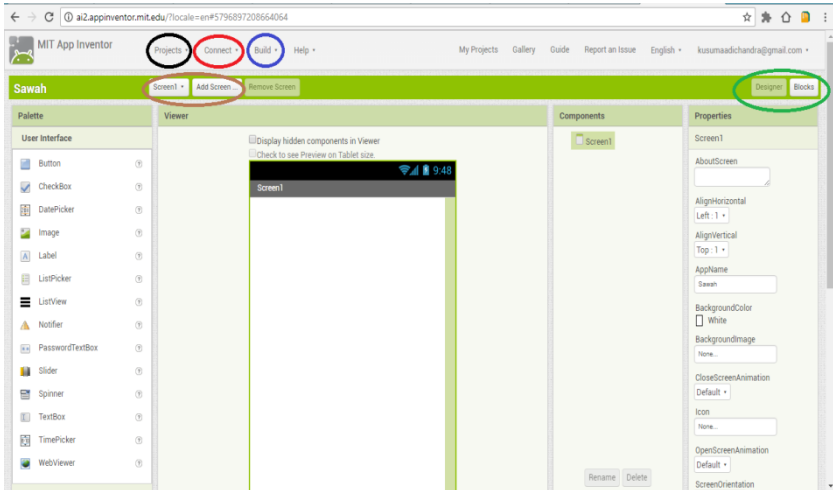 ai2.appinventor.mit.edu/?locale=en#5796897208664064
MIT App Inventor
Projects Connect Build Help My Projects Gallery Guide Report an Issue English kusumaadichandra@gmail.com
Sawah Screen1 Add Screen ... Remove Screen Designer Blocks
Palette Viewer Components Properties
User Interface
Button
CheckBox
DatePicker
Image
Label
ListPicker
ListView
Notifier
PasswordTextBox
Slider
Spinner
TextBox
TimePicker
WebViewer
Display hidden components in Viewer
Check to see Preview on Tablet size.
9:48
Screen1
Screen1
Rename Delete
Screen1
AboutScreen
AlignHorizontal
Left : 1
AlignVertical
Top : 1
AppName
Sawah
BackgroundColor
White
BackgroundImage
None...
CloseScreenAnimation
Default
Icon
None...
OpenScreenAnimation
Default
ScreenOrientation